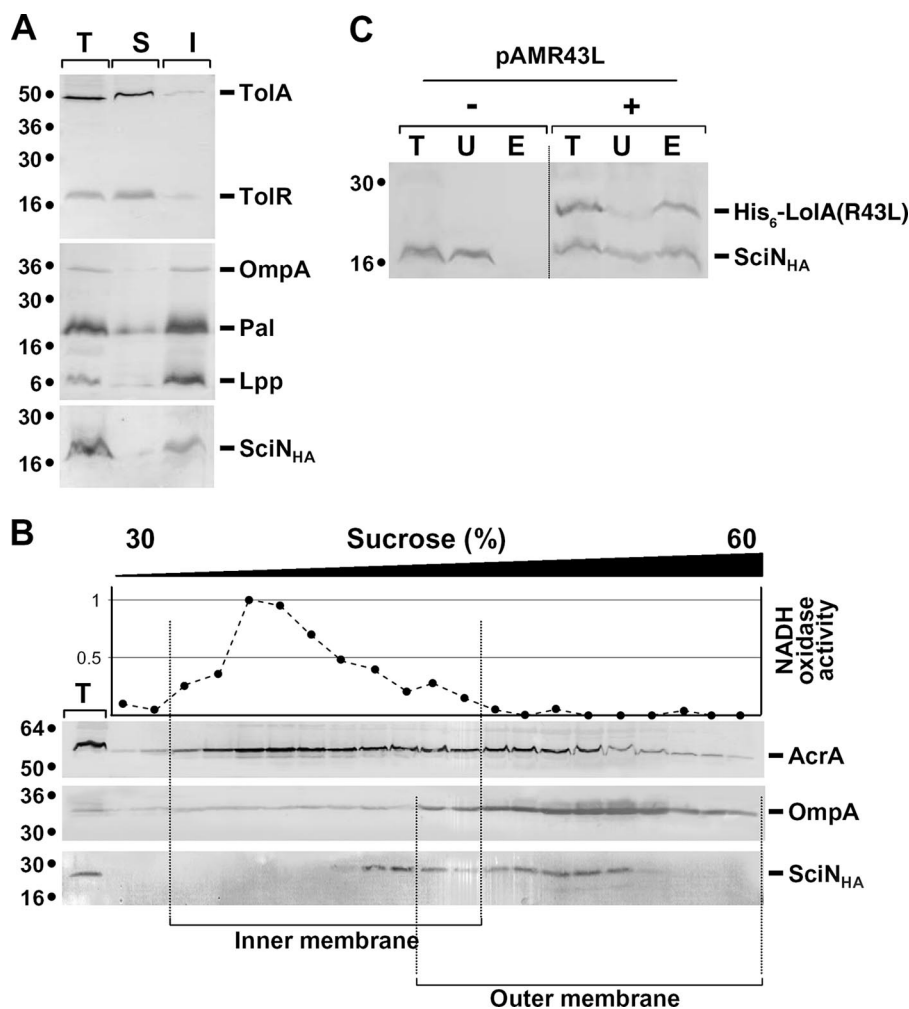 A
T S I
50● TolA
36●
30●
16● TolR
36● OmpA
30● Pal
16●
6● Lpp
30●
16● SciNHA
C
pAMR43L
- +
T U E T U E
30●
His6-LolA(R43L)
16● SciNHA
B
30 Sucrose (%) 60
1
0.5
NADH
oxidase
activity
T
64●
50● AcrA
36● OmpA
30●
30● SciNHA
16●
Inner membrane
Outer membrane